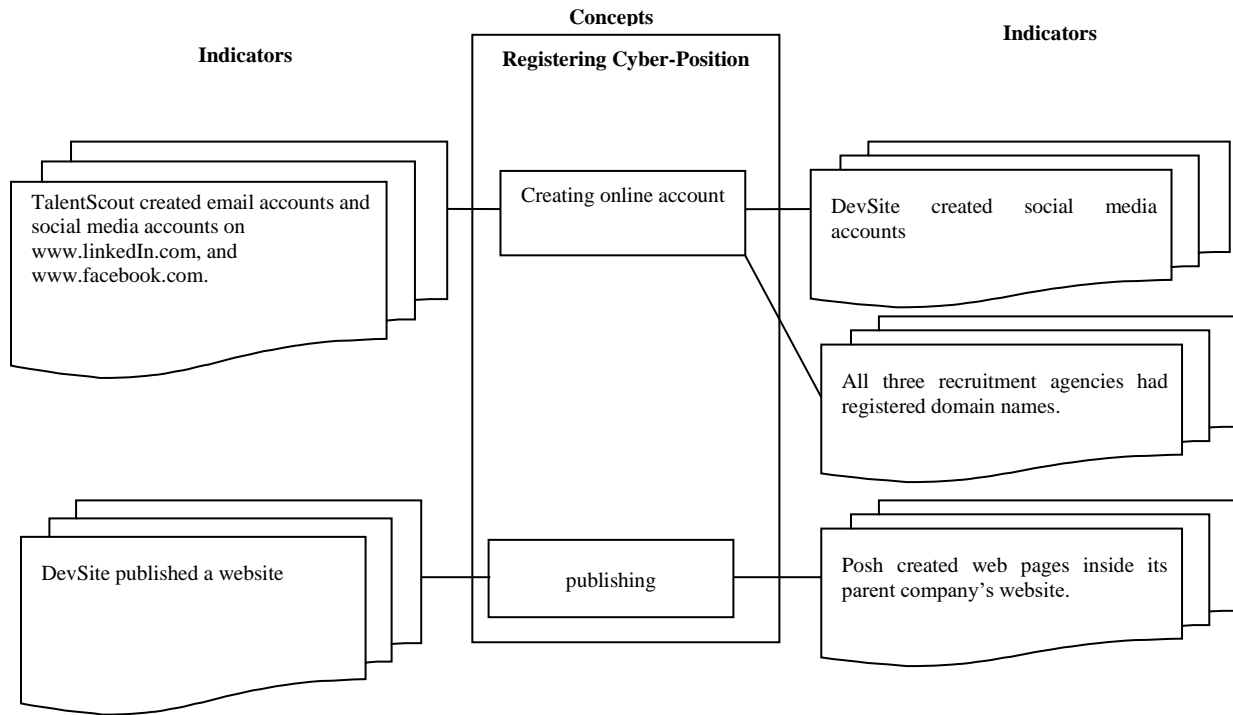 Concepts
Indicators
Indicators
Registering Cyber-Position
TalentScout created email accounts and
social media accounts on
www.linkedIn.com, and
www.facebook.com.
Creating online account
DevSite created social media
accounts
All three recruitment agencies had
registered domain names.
DevSite published a website
publishing
Posh created web pages inside its
parent company’s website.